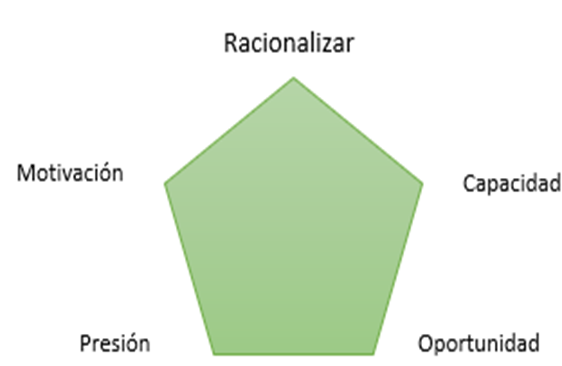 Racionalizar
Motivación
Capacidad
Presión
Oportunidad